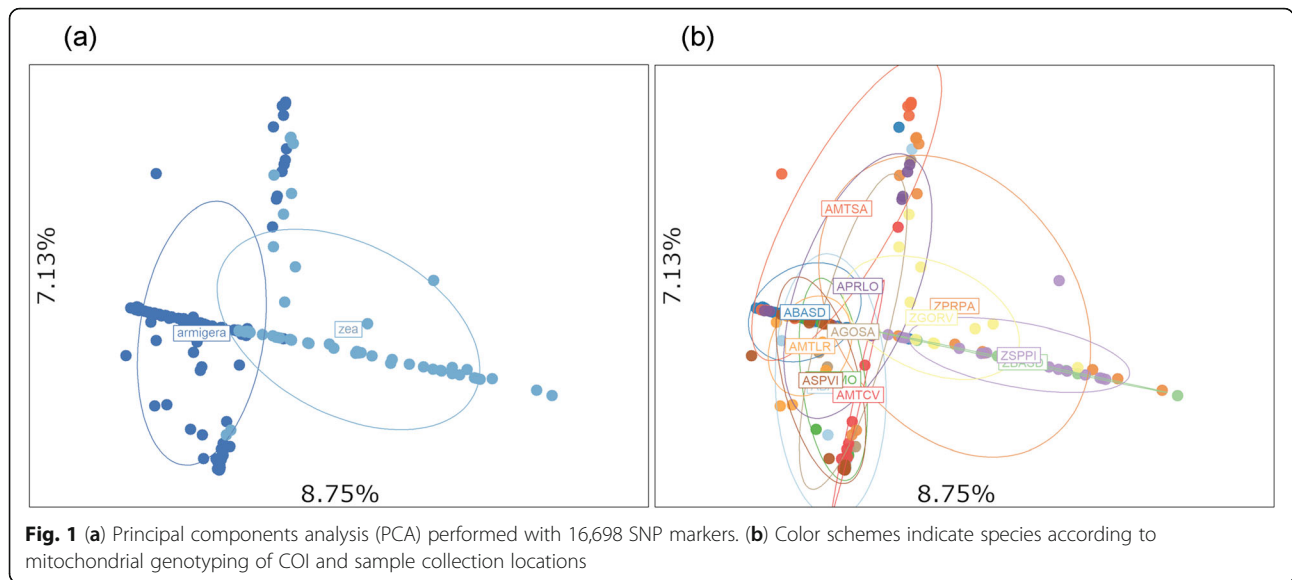 (a)
(b)
7.13%
armigera
zea
8.75%
7.13%
AMTSA
APRLO
ABASD
ZPRPA
ZGORV
AGOSA
AMTLR
ZSPPI
ZBASD
ASPVI
MO
AMTCV
8.75%
Fig. 1 (a) Principal components analysis (PCA) performed with 16,698 SNP markers. (b) Color schemes indicate species according to
mitochondrial genotyping of COI and sample collection locations